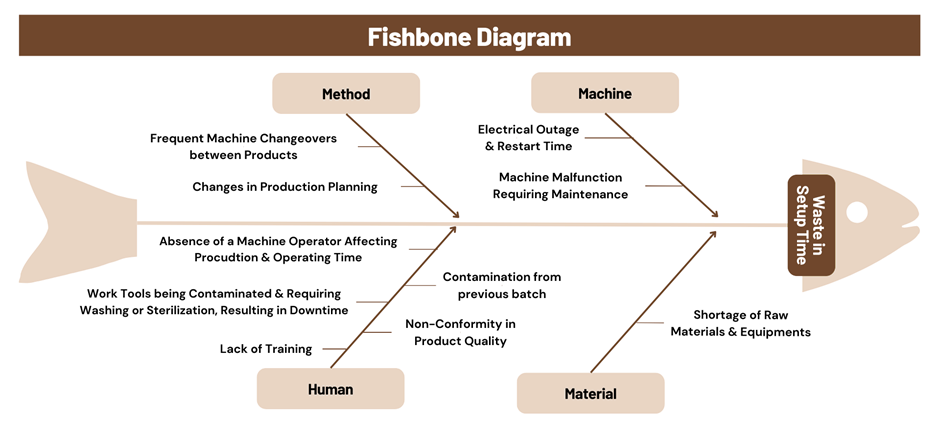 Fishbone Diagram
Method
Machine
Frequent Machine Changeovers
between Products
Changes in Production Planning
Electrical Outage
& Restart Time
Machine Malfunction
Requiring Maintenance
Waste in
Setup Time
Absence of a Machine Operator Affecting
Procudtion & Operating Time
Work Tools being Contaminated & Requiring
Washing or Sterilization, Resulting in Downtime
Lack of Training
Contamination from
previous batch
Non-Conformity in
Product Quality
Shortage of Raw
Materials & Equipments
Human
Material